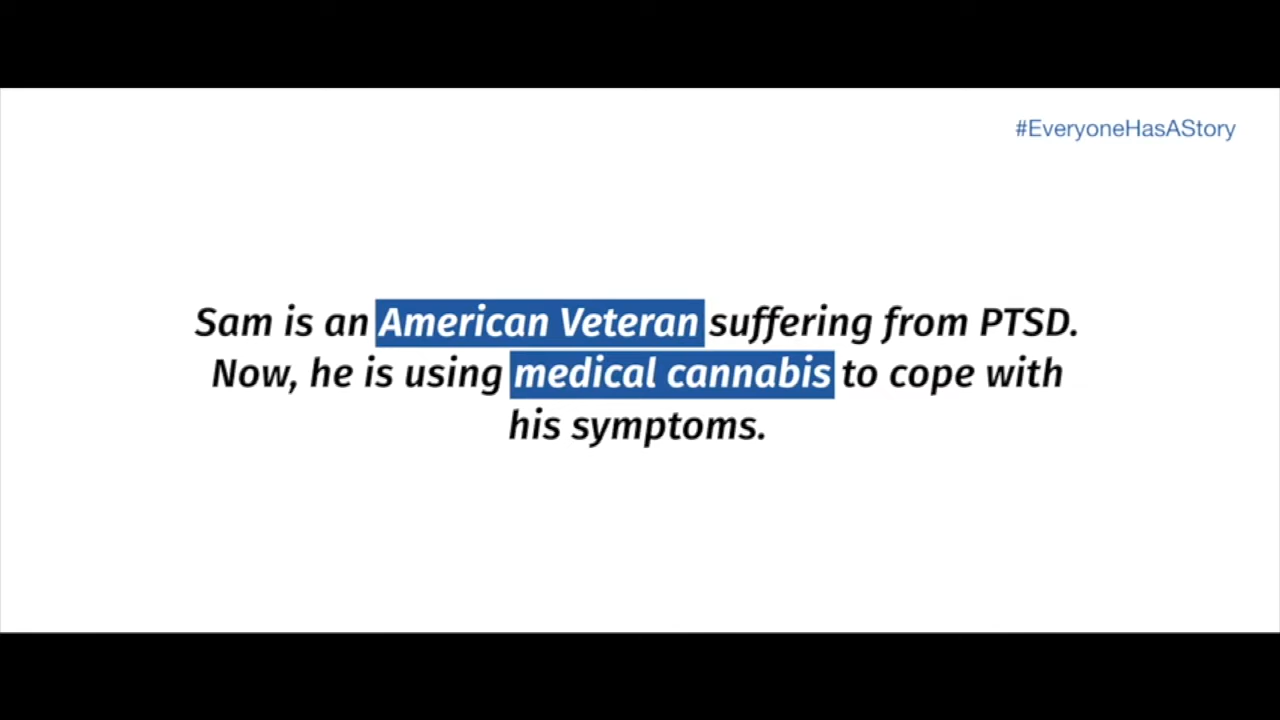 #EveryoneHasAStory
Sam is an American Veteran suffering from PTSD.
Now, he is using medical cannabis to cope with
his symptoms.